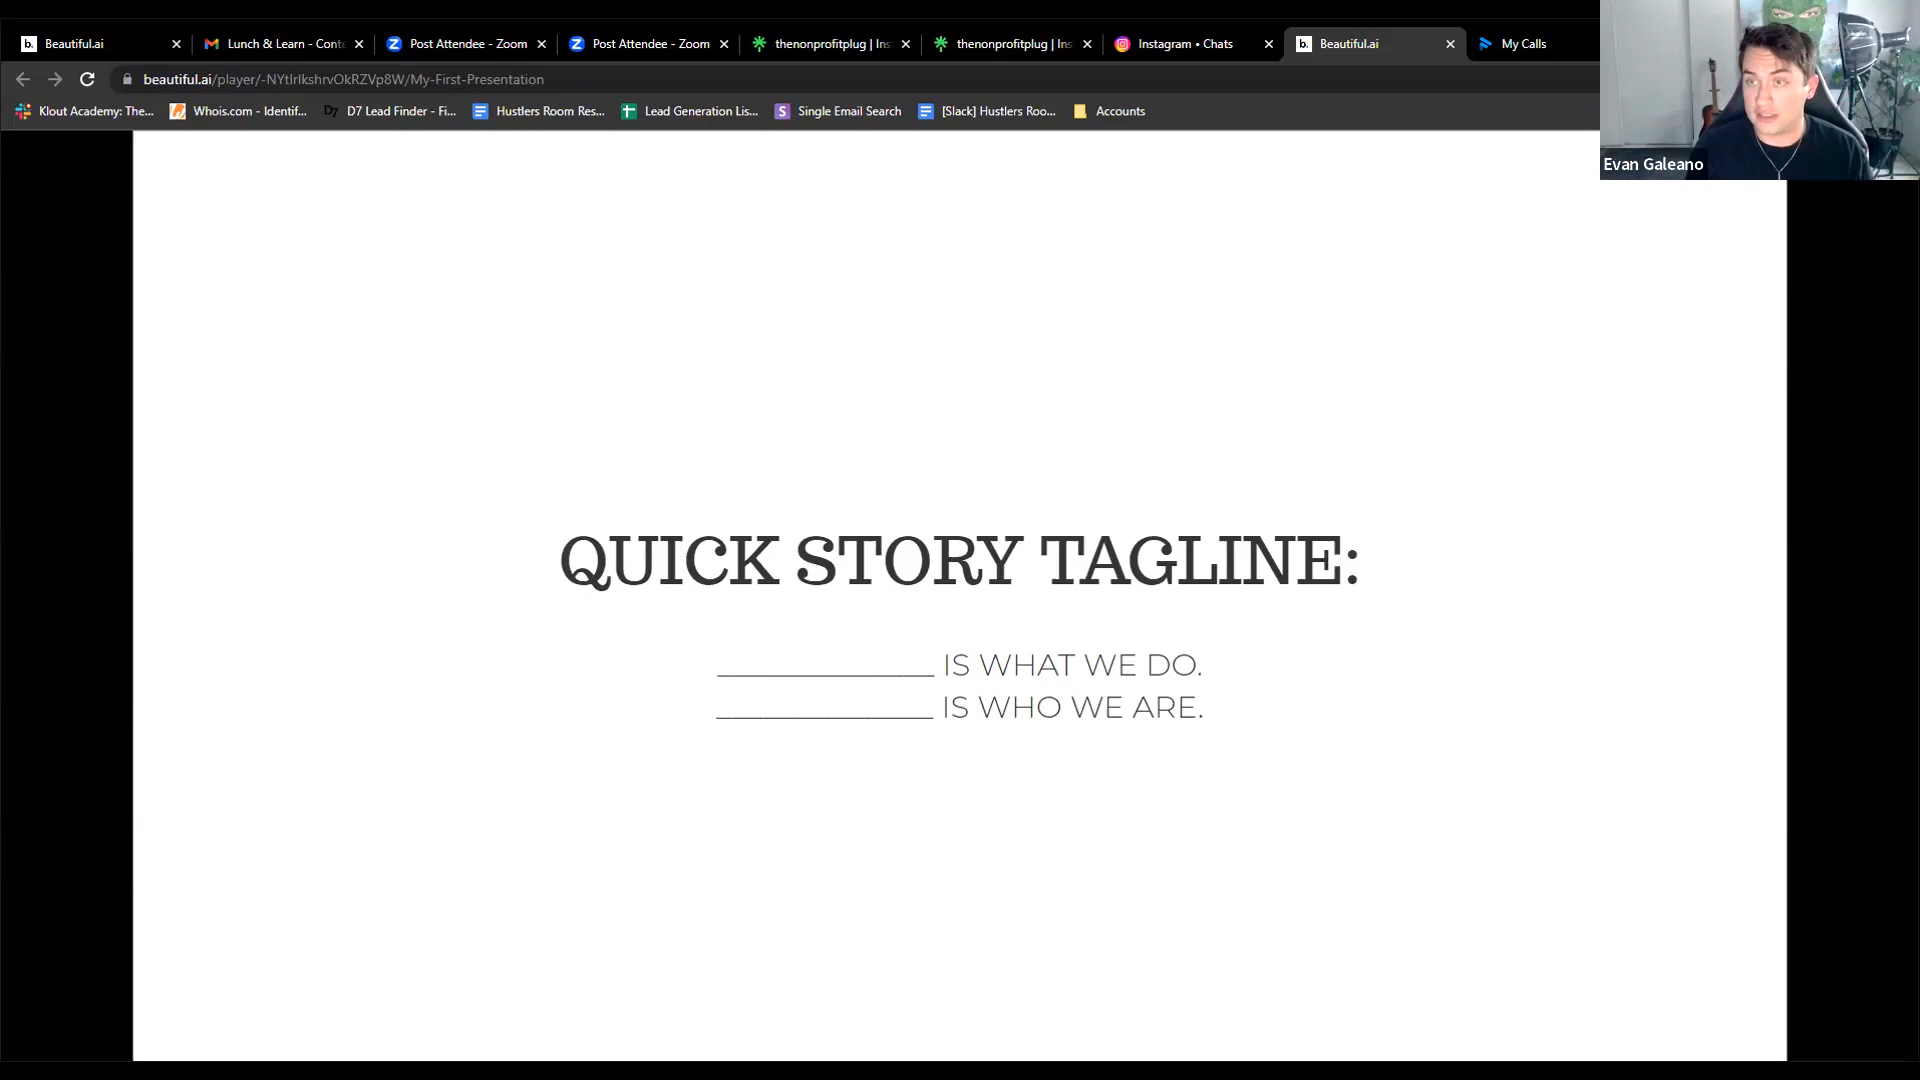 Beautiful.ai
Lunch & Learn - Conte
Post Attendee - Zoom
Post Attendee - Zoom
thenonprofitplug | Ins
thenonprofitplug | Ins
Instagram • Chats
b. Beautiful.ai
My Calls
beautiful.ai/player/-NYtIrIkshrvOkRZVp8W/My-First-Presentation
Klout Academy: The...
Whois.com - Identif...
D7 Lead Finder - Fi...
Hustlers Room Res...
Lead Generation Lis...
S Single Email Search
[Slack] Hustlers Roo...
Accounts
Evan Galeano
QUICK STORY TAGLINE:
______________ IS WHAT WE DO.
______________ IS WHO WE ARE.